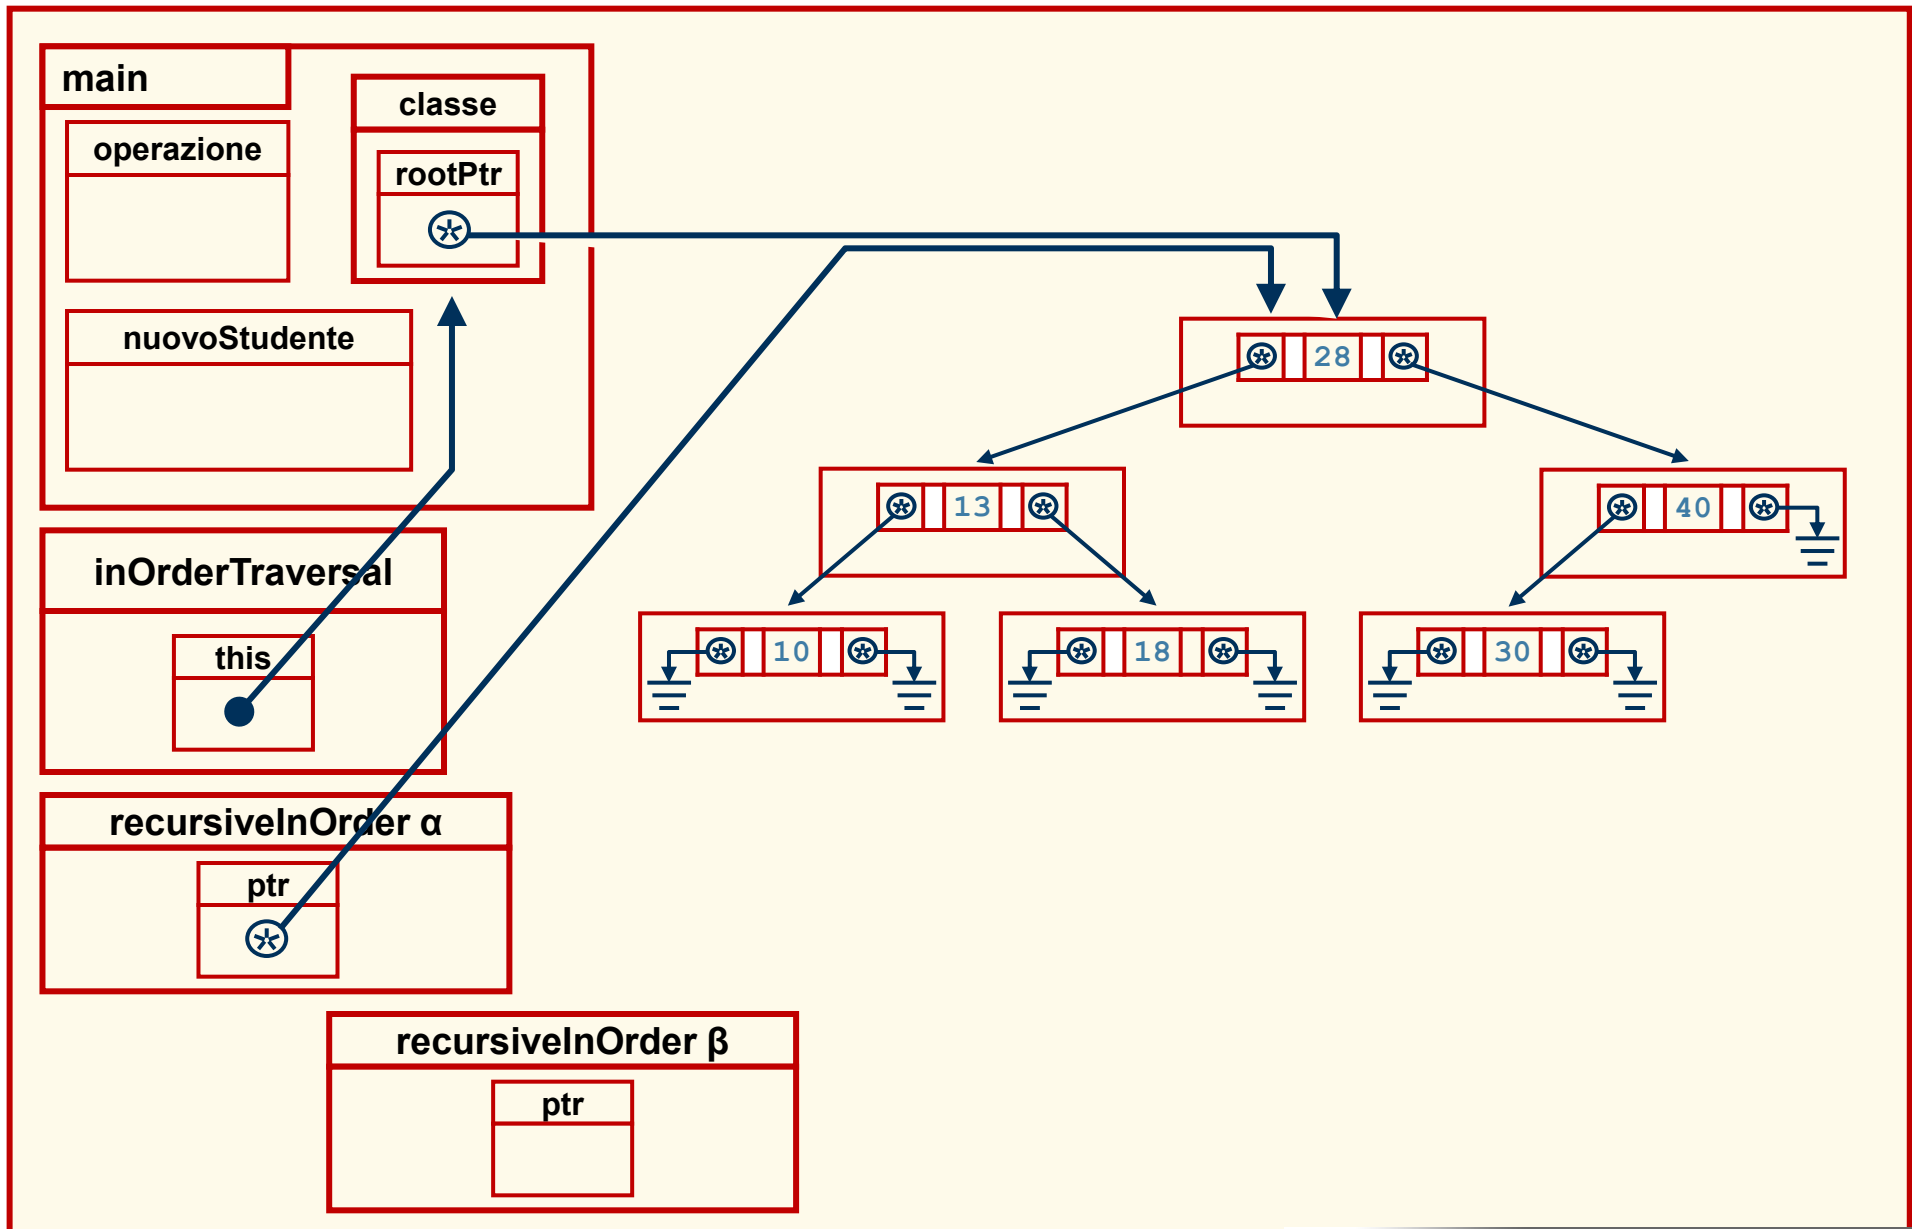 main
classe
operazione
rootPtr
nuovoStudente
28
13
40
inOrderTraversal
this
10
18
30
recursiveInOrder α
ptr
recursiveInOrder β
ptr